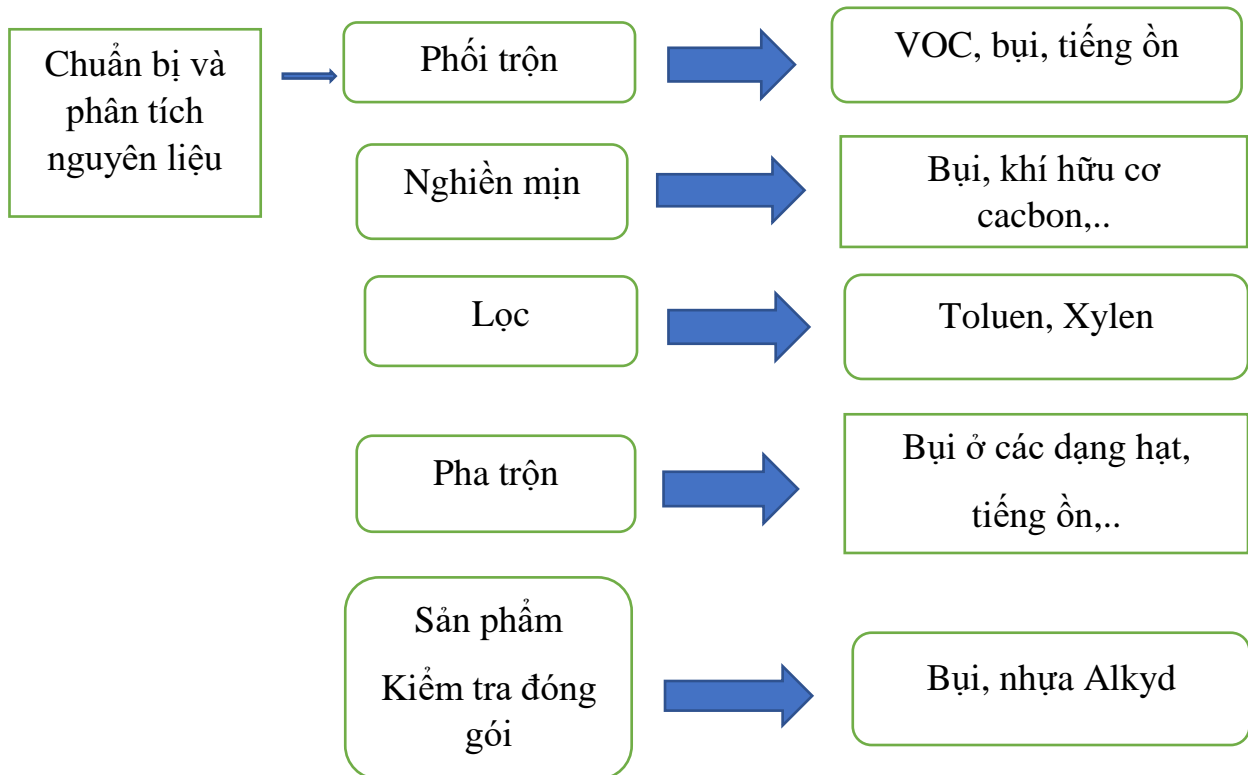 Chuẩn bị và
phân tích
nguyên liệu
Phối trộn
VOC, bụi, tiếng ồn
Nghiền mịn
Bụi, khí hữu cơ
cacbon,..
Lọc
Toluen, Xylen
Pha trộn
Bụi ở các dạng hạt,
tiếng ồn,..
Sản phẩm
Kiểm tra đóng
gói
Bụi, nhựa Alkyd